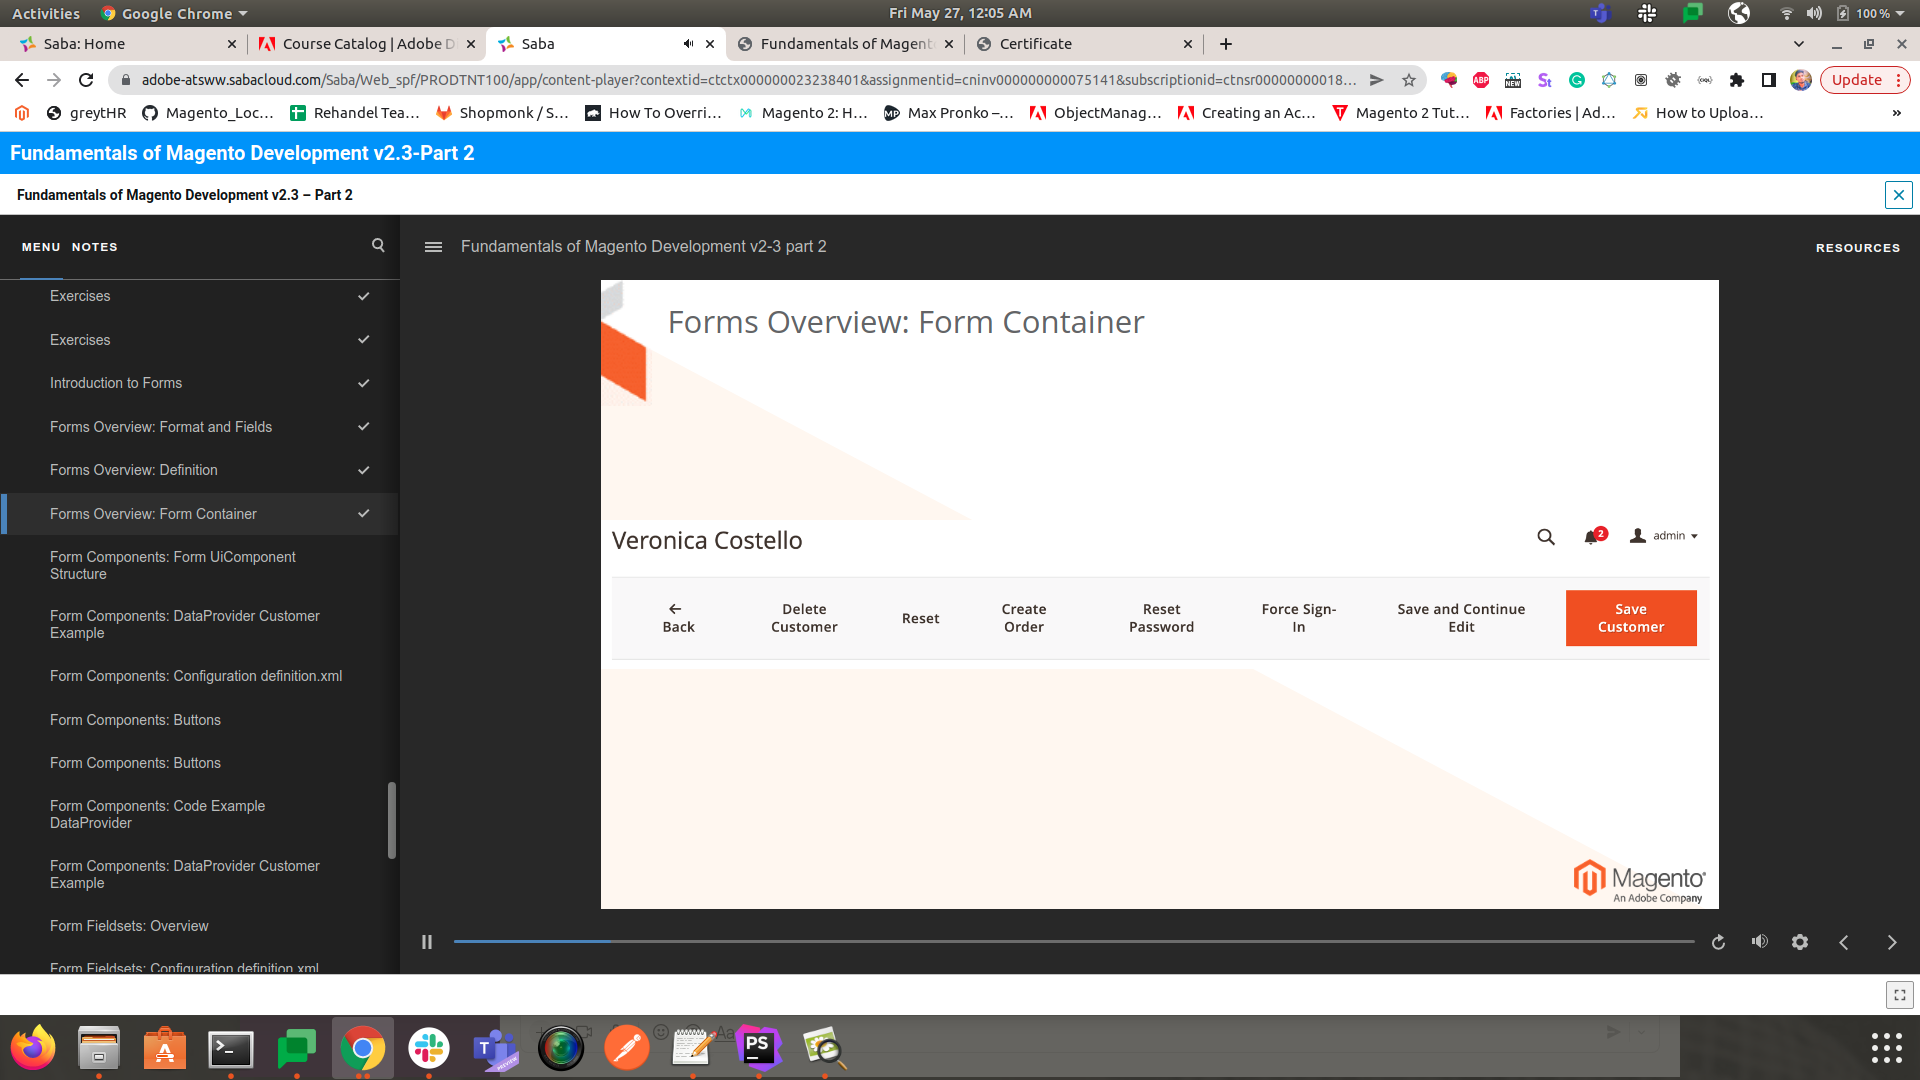 Activities
Google Chrome
Fri May 27, 12:05 AM
100 %
Saba: Home
Course Catalog | Adobe D
Saba
Fundamentals of Magent
Certificate
adobe-atsww.sabacloud.com/Saba/Web_spf/PRODTNT100/app/content-player?contextid=ctctx000000023238401&assignmentid=cninv000000000075141&subscriptionid=ctnsr00000000018...
ABP
NEW
St
Update
greytHR
Magento_Loc...
Rehandel Tea...
Shopmonk / S...
How To Overri...
Magento 2: H...
Max Pronko –...
ObjectManag...
Creating an Ac...
Magento 2 Tut...
Factories | Ad...
How to Uploa...
»
Fundamentals of Magento Development v2.3-Part 2
Fundamentals of Magento Development v2.3 – Part 2
MENU
NOTES
Fundamentals of Magento Development v2-3 part 2
RESOURCES
Exercises
Exercises
Introduction to Forms
Forms Overview: Format and Fields
Forms Overview: Definition
Forms Overview: Form Container
Form Components: Form UiComponent
Structure
Form Components: DataProvider Customer
Example
Form Components: Configuration definition.xml
Form Components: Buttons
Form Components: Buttons
Form Components: Code Example
DataProvider
Form Components: DataProvider Customer
Example
Form Fieldsets: Overview
Form Fieldsets: Configuration definition.xml
Forms Overview: Form Container
Veronica Costello
2
admin
Back
Delete
Customer
Reset
Create
Order
Reset
Password
Force Sign-
In
Save and Continue
Edit
Save
Customer
Magento
An Adobe Company
PS
Aa